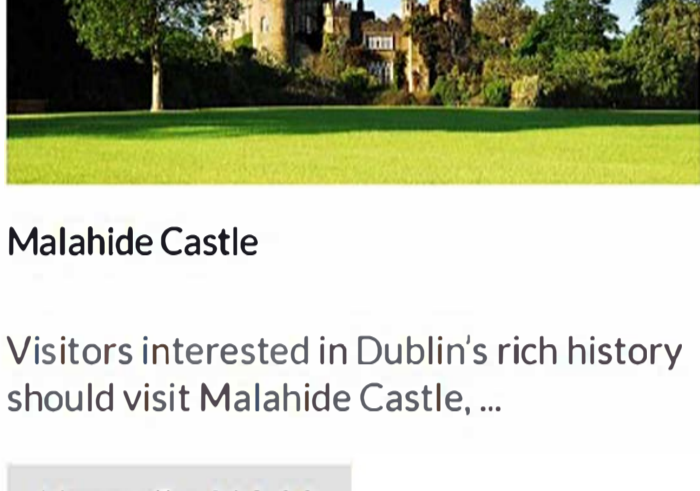 Malahide Castle
Visitors interested in Dublin's rich history
should visit Malahide Castle, ...